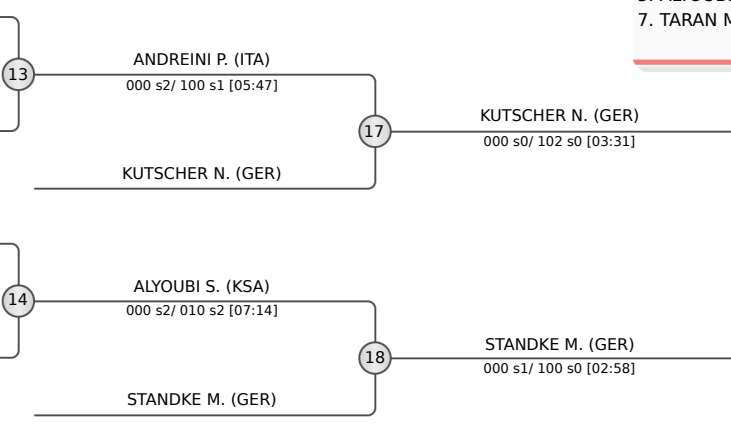 7. TARAN
13
ANDREINI P. (ITA)
000 s2/ 100 s1 [05:47]
17
KUTSCHER N. (GER)
000 s0/ 102 s0 [03:31]
KUTSCHER N. (GER)
14
ALYOUBI S. (KSA)
000 s2/ 010 s2 [07:14]
18
STANDKE M. (GER)
000 s1/ 100 s0 [02:58]
STANDKE M. (GER)